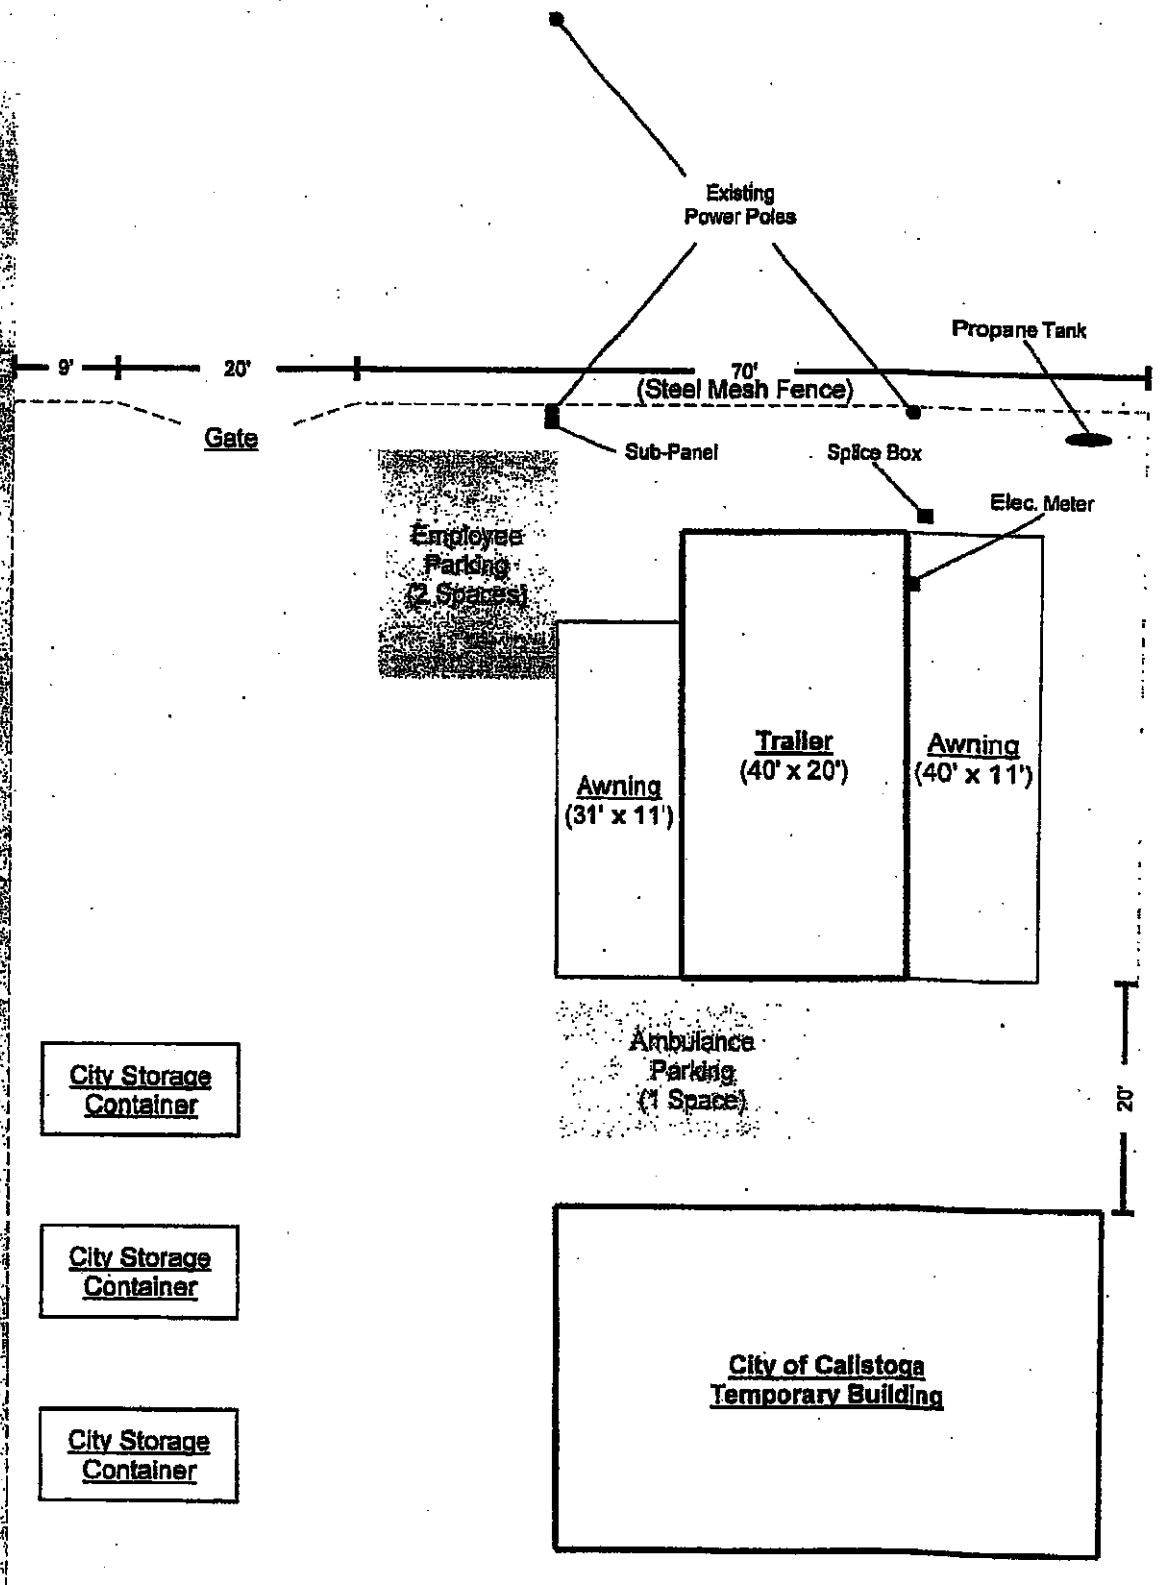 Existing
Power Poles
Propane Tank
9'
20'
70'
(Steel Mesh Fence)
Gate
Sub-Panel
Splice Box
Elec. Meter
Employee
Parking
(2 Spaces)
Trailer
(40' x 20')
Awning
(40' x 11')
Awning
(31' x 11')
Ambulance
Parking
(1 Space)
20'
City Storage
Container
City Storage
Container
City of Calistoga
Temporary Building
City Storage
Container